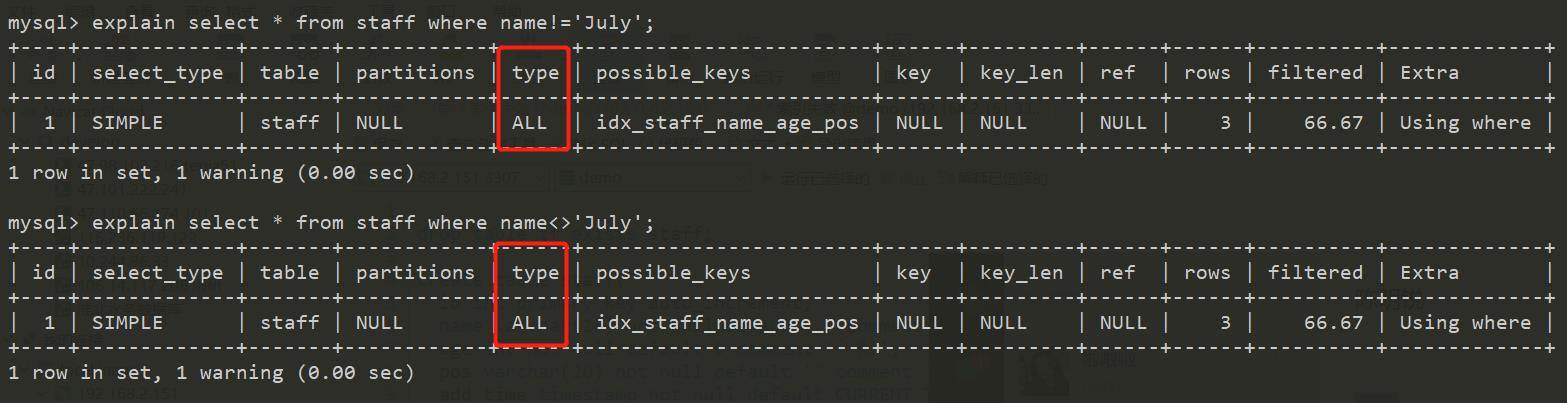 mysql> explain select * from staff where name!='July';
+----+-------------+-------+------------+------+-----------------------+------+---------+------+------+----------+-------------+
| id | select_type | table | partitions | type | possible_keys         | key  | key_len | ref  | rows | filtered | Extra       |
+----+-------------+-------+------------+------+-----------------------+------+---------+------+------+----------+-------------+
|  1 | SIMPLE      | staff | NULL       | ALL  | idx_staff_name_age_pos | NULL | NULL    | NULL |    3 |    66.67 | Using where |
+----+-------------+-------+------------+------+-----------------------+------+---------+------+------+----------+-------------+
1 row in set, 1 warning (0.00 sec)
mysql> explain select * from staff where name<>'July';
+----+-------------+-------+------------+------+-----------------------+------+---------+------+------+----------+-------------+
| id | select_type | table | partitions | type | possible_keys         | key  | key_len | ref  | rows | filtered | Extra       |
+----+-------------+-------+------------+------+-----------------------+------+---------+------+------+----------+-------------+
|  1 | SIMPLE      | staff | NULL       | ALL  | idx_staff_name_age_pos | NULL | NULL    | NULL |    3 |    66.67 | Using where |
+----+-------------+-------+------------+------+-----------------------+------+---------+------+------+----------+-------------+
1 row in set, 1 warning (0.00 sec)